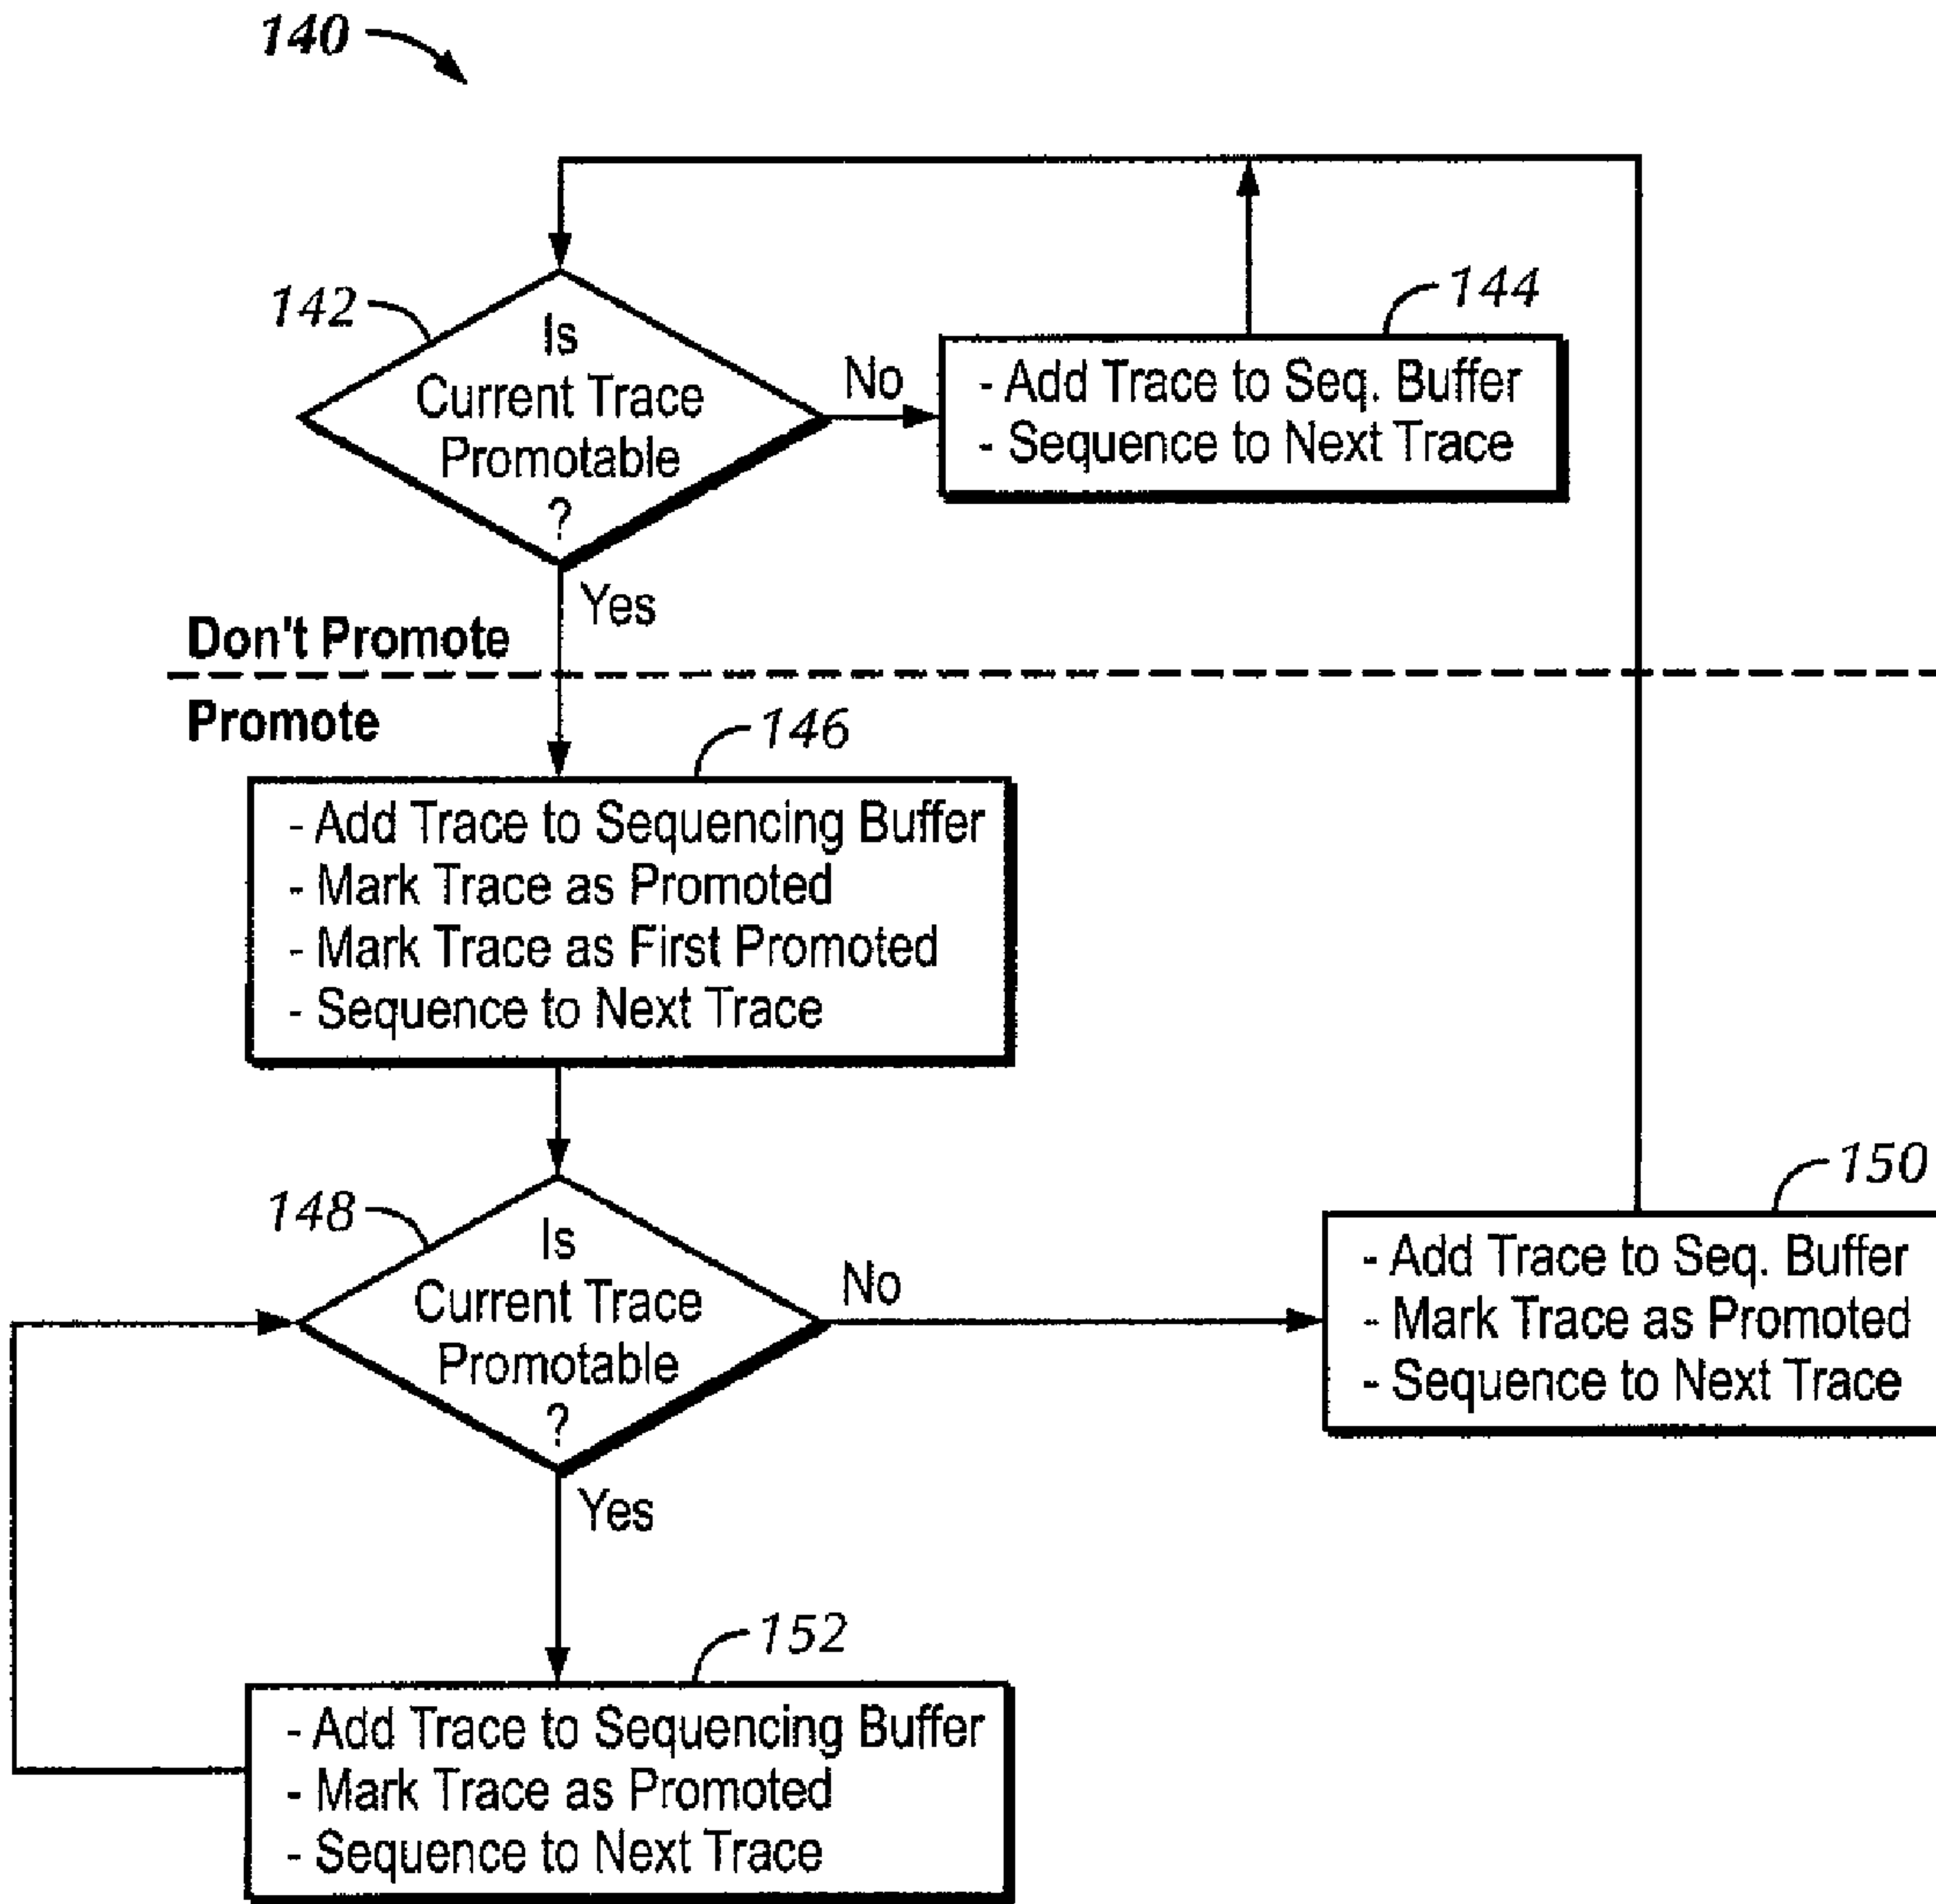 140
142
Is
Current Trace
Promotable
?
No
144
- Add Trace to Seq. Buffer
- Sequence to Next Trace
Yes
Don't Promote
Promote
146
- Add Trace to Sequencing Buffer
- Mark Trace as Promoted
- Mark Trace as First Promoted
- Sequence to Next Trace
148
Is
Current Trace
Promotable
?
No
150
- Add Trace to Seq. Buffer
- Mark Trace as Promoted
- Sequence to Next Trace
Yes
152
- Add Trace to Sequencing Buffer
- Mark Trace as Promoted
- Sequence to Next Trace